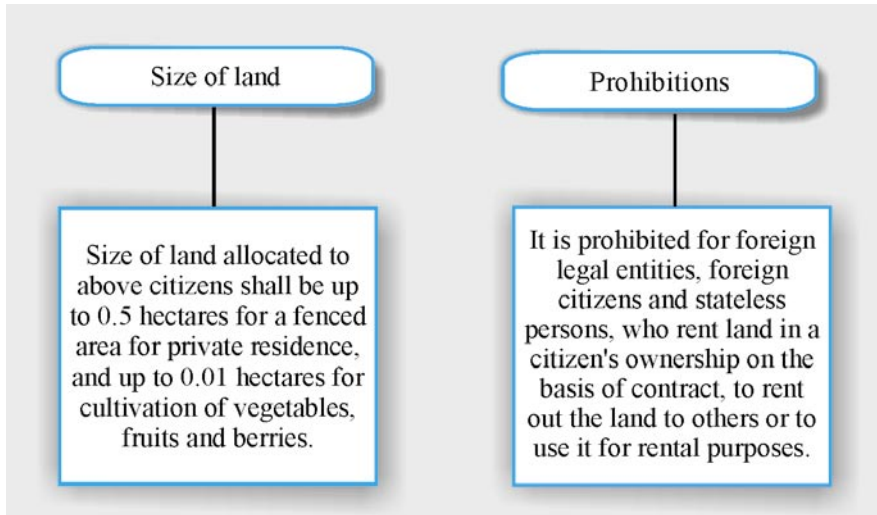 Size of land
Size of land allocated to
above citizens shall be up
to 0.5 hectares for a fenced
area for private residence,
and up to 0.01 hectares for
cultivation of vegetables,
fruits and berries.
Prohibitions
It is prohibited for foreign
legal entities, foreign
citizens and stateless
persons, who rent land in a
citizen's ownership on the
basis of contract, to rent
out the land to others or to
use it for rental purposes.